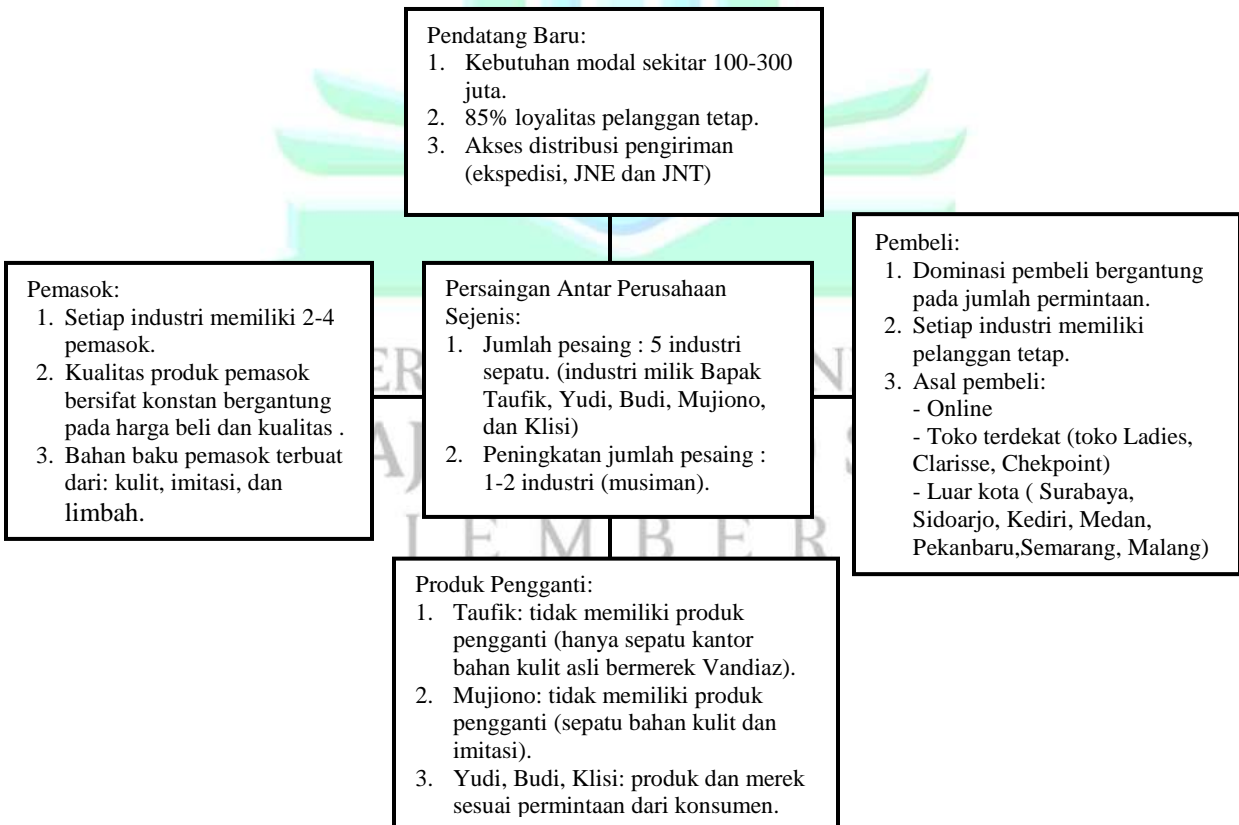 Pendatang Baru:
1. Kebutuhan modal sekitar 100-300
juta.
2. 85% loyalitas pelanggan tetap.
3. Akses distribusi pengiriman
(ekspedisi, JNE dan JNT)
Pemasok:
1. Setiap industri memiliki 2-4
pemasok.
2. Kualitas produk pemasok
bersifat konstan bergantung
pada harga beli dan kualitas .
3. Bahan baku pemasok terbuat
dari: kulit, imitasi, dan
limbah.
Persaingan Antar Perusahaan
Sejenis:
1. Jumlah pesaing : 5 industri
sepatu. (industri milik Bapak
Taufik, Yudi, Budi, Mujiono,
dan Klisi)
2. Peningkatan jumlah pesaing :
1-2 industri (musiman).
Pembeli:
1. Dominasi pembeli bergantung
pada jumlah permintaan.
2. Setiap industri memiliki
pelanggan tetap.
3. Asal pembeli:
- Online
- Toko terdekat (toko Ladies,
Clarisse, Chekpoint)
- Luar kota ( Surabaya,
Sidoarjo, Kediri, Medan,
Pekanbaru,Semarang, Malang)
JEMBER
Produk Pengganti:
1. Taufik: tidak memiliki produk
pengganti (hanya sepatu kantor
bahan kulit asli bermerek Vandiaz).
2. Mujiono: tidak memiliki produk
pengganti (sepatu bahan kulit dan
imitasi).
3. Yudi, Budi, Klisi: produk dan merek
sesuai permintaan dari konsumen.